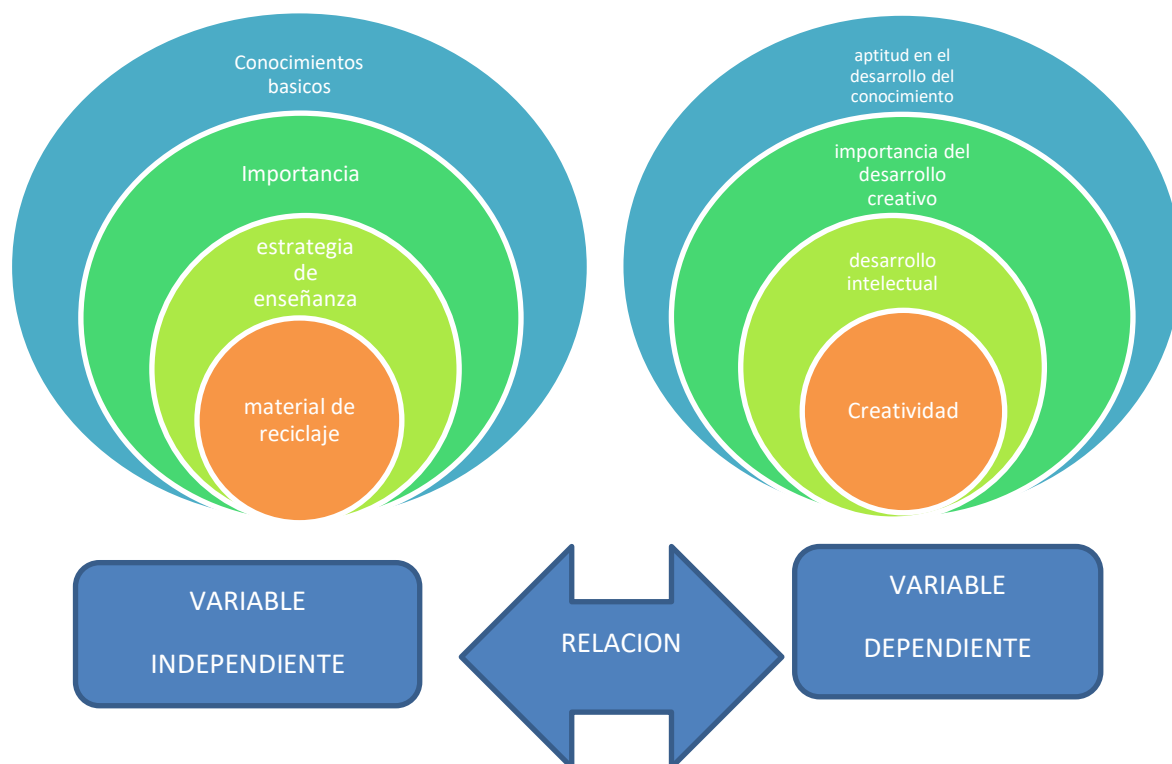 Conocimientos
basicos
Importancia
estrategia
de
enseñanza
material de
reciclaje
aptitud en el
desarrollo del
conocimiento
importancia del
desarrollo
creativo
desarrollo
intelectual
Creatividad
VARIABLE
INDEPENDIENTE
RELACION
VARIABLE
DEPENDIENTE